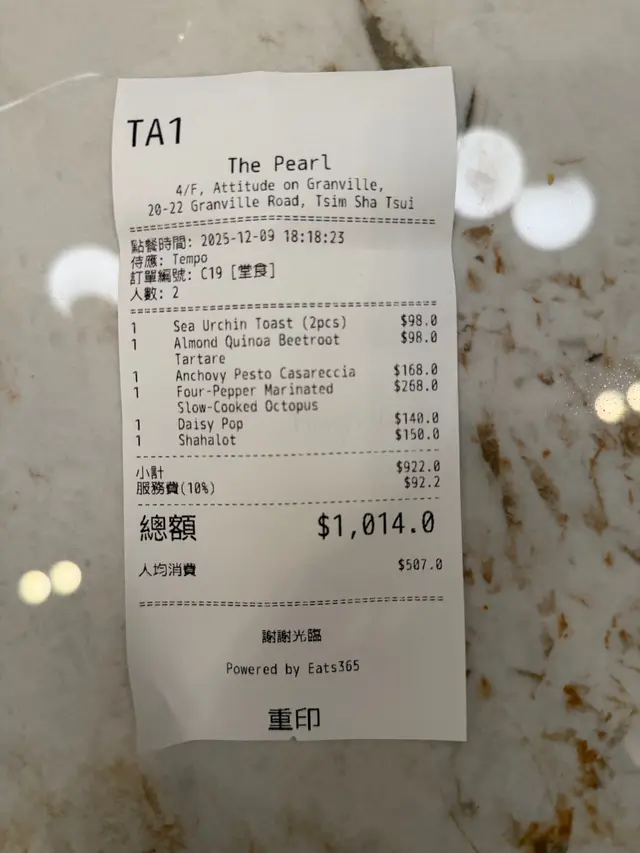 TA1
The Pearl
4/F, Attitude on Granville,
20-22 Granville Road, Tsim Sha Tsui
點餐時間: 2025-12-09 18:18:23
侍應: Tempo
訂單編號: C19 [堂食]
人數: 2
1 Sea Urchin Toast (2pcs) $98.0
1 Almond Quinoa Beetroot $98.0
Tartare
1 Anchovy Pesto Casareccia $168.0
1 Four-Pepper Marinated $268.0
Slow-Cooked Octopus
1 Daisy Pop $140.0
1 Shahalot $150.0
小計 $922.0
服務費(10%) $92.2
總額 $1,014.0
人均消費 $507.0
謝謝光臨
Powered by Eats365
重印